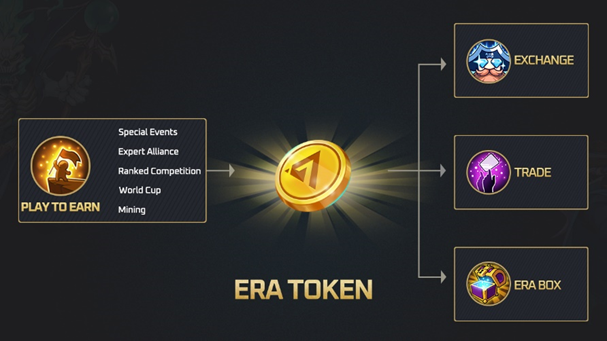 PLAY TO EARN
Special Events
Expert Alliance
Ranked Competition
World Cup
Mining
ERA TOKEN
EXCHANGE
TRADE
ERA BOX